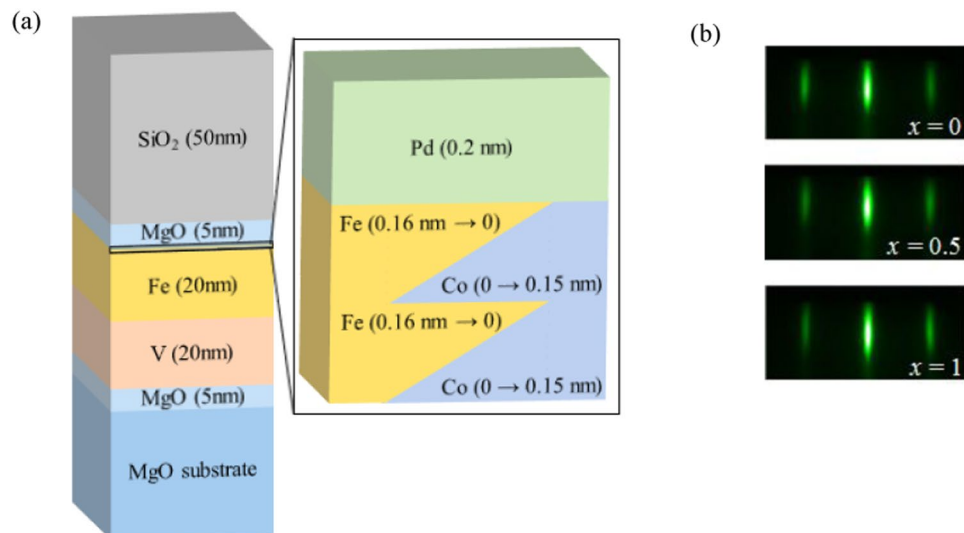 (a)
SiO₂ (50nm)
MgO (5nm)
Fe (20nm)
V (20nm)
MgO (5nm)
MgO substrate
Pd (0.2 nm)
Fe (0.16 nm → 0)
Co (0 → 0.15 nm)
Fe (0.16 nm → 0)
Co (0 → 0.15 nm)
(b)
x = 0
x = 0.5
x = 1